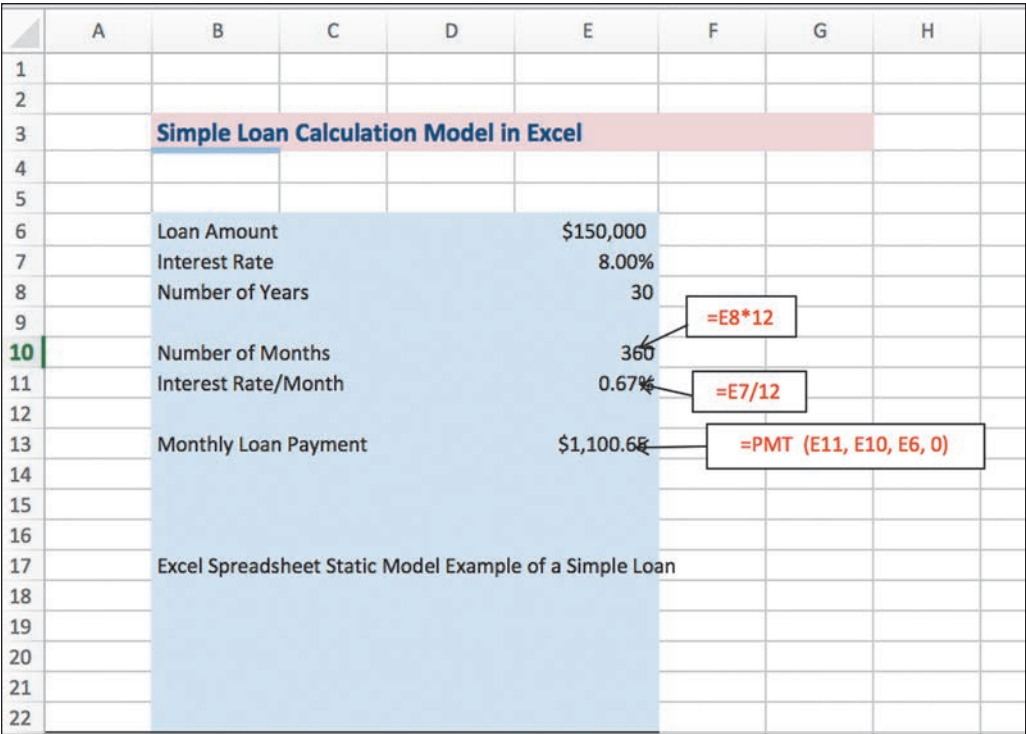 A B C D E F G H
1
2
3 Simple Loan Calculation Model in Excel
4
5
6 Loan Amount $150,000
7 Interest Rate 8.00%
8 Number of Years 30
9 =E8*12
10 Number of Months 360
11 Interest Rate/Month 0.67% =E7/12
12
13 Monthly Loan Payment $1,100.65 =PMT (E11, E10, E6, 0)
14
15
16
17 Excel Spreadsheet Static Model Example of a Simple Loan
18
19
20
21
22